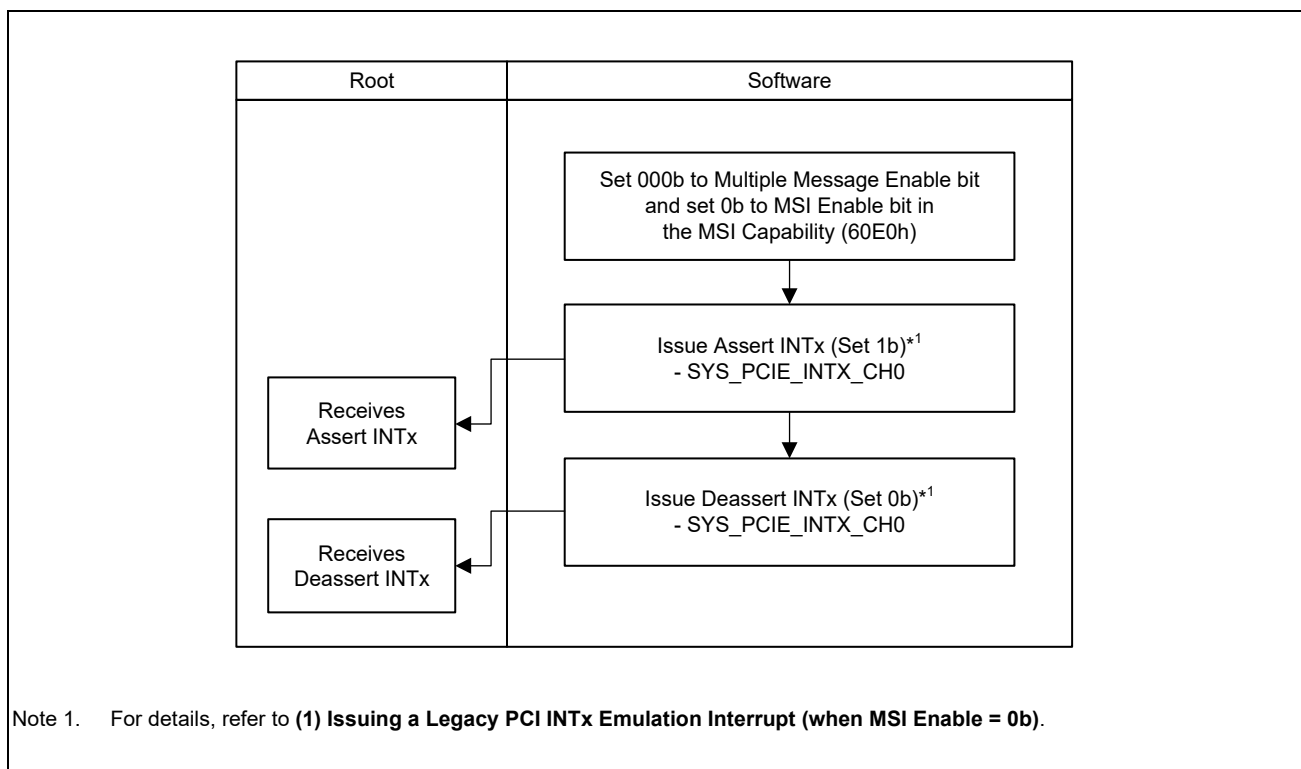 Root
Software
Set 000b to Multiple Message Enable bit
and set 0b to MSI Enable bit in
the MSI Capability (60E0h)
Issue Assert INTx (Set 1b)*1
- SYS_PCIE_INTX_CH0
Receives
Assert INTx
Issue Deassert INTx (Set 0b)*1
- SYS_PCIE_INTX_CH0
Receives
Deassert INTx
Note 1. For details, refer to (1) Issuing a Legacy PCI INTx Emulation Interrupt (when MSI Enable = 0b).